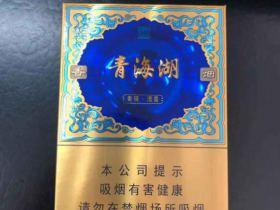 青海湖
香 烟
本公司提示
吸烟有害健康
请勿在禁烟场所吸烟